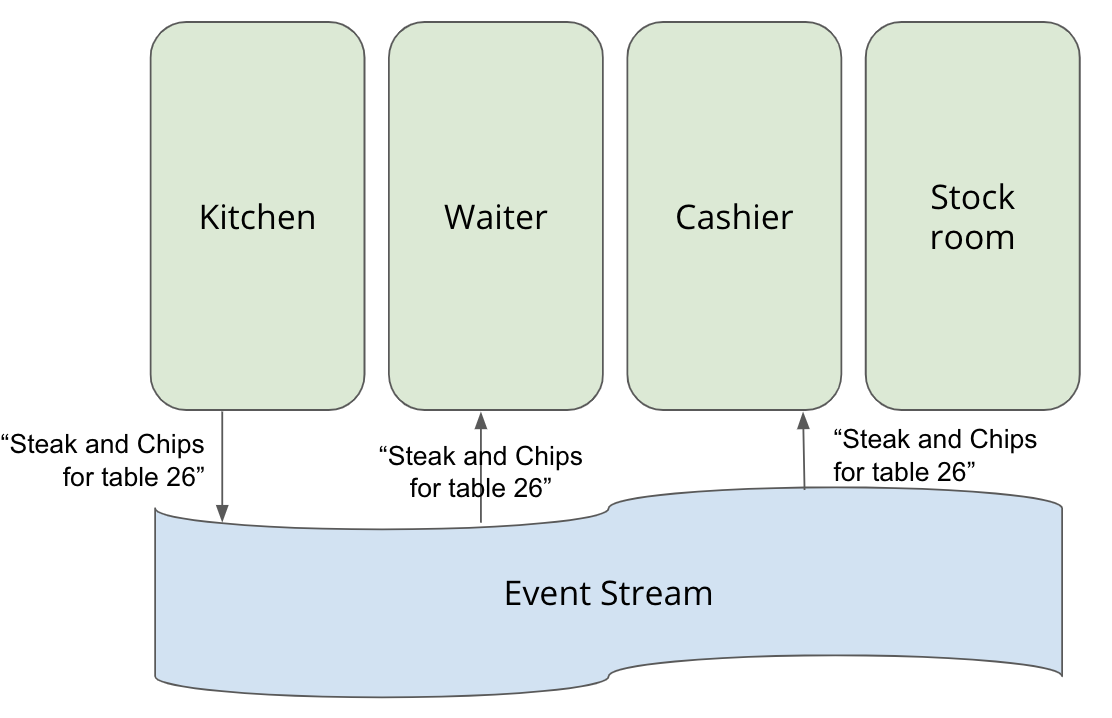 Kitchen
Waiter
Cashier
Stock
room
“Steak and Chips
for table 26”
“Steak and Chips
for table 26”
“Steak and Chips
for table 26”
Event Stream